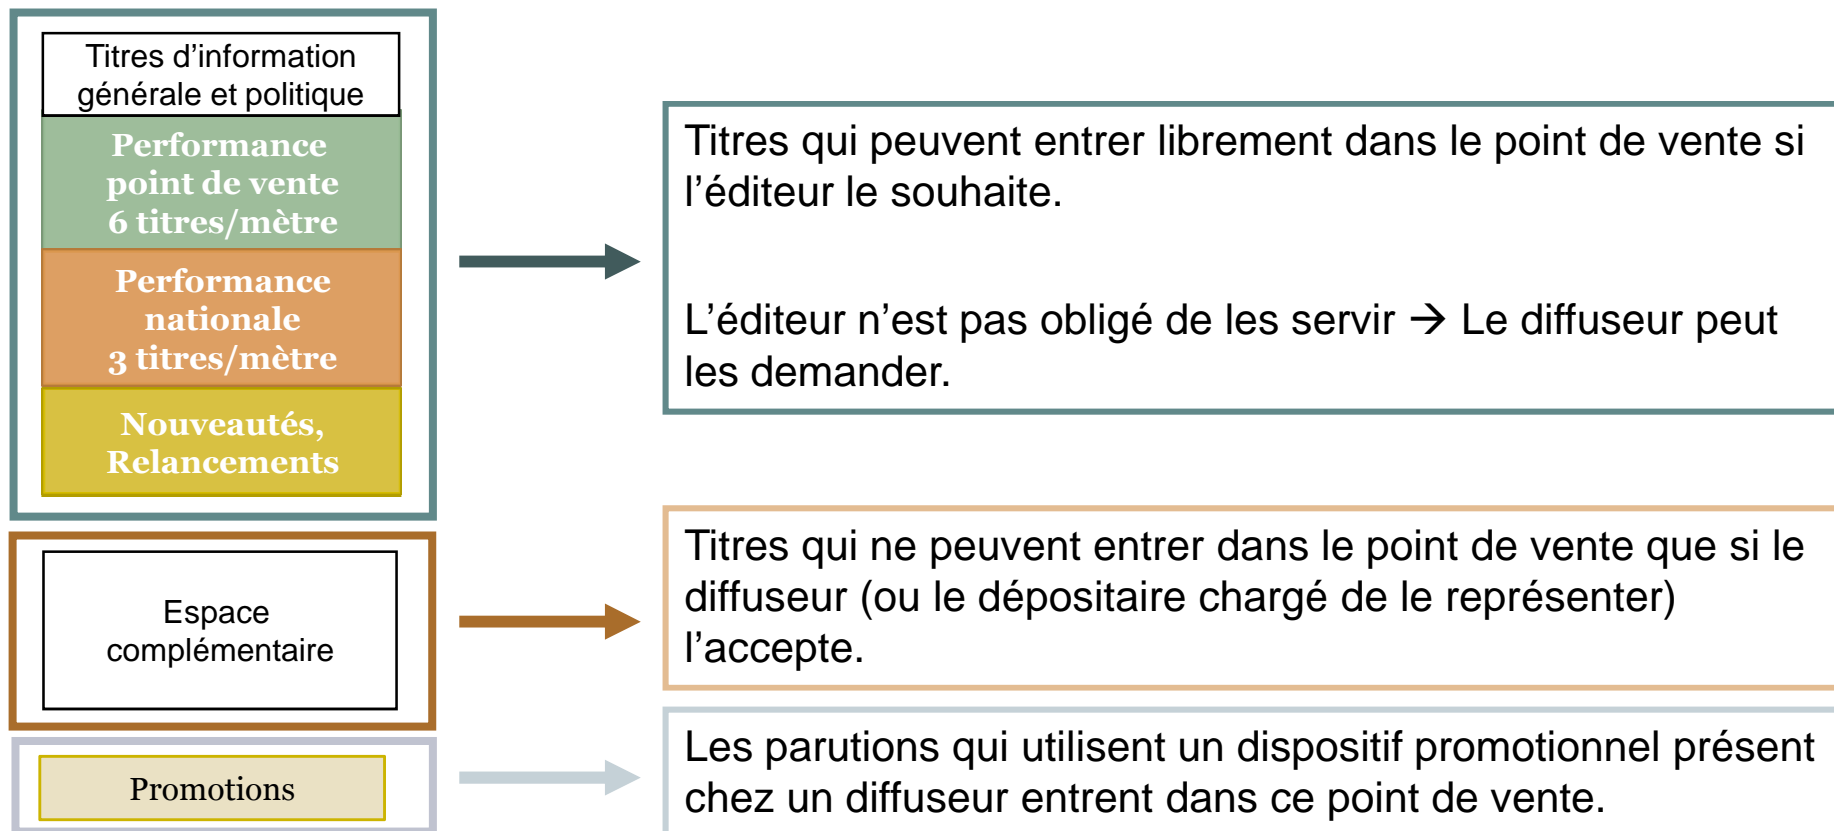 Titres d’information
générale et politique
Performance
point de vente
6 titres/mètre
Performance
nationale
3 titres/mètre
Nouveautés,
Relancements
Titres qui peuvent entrer librement dans le point de vente si
l’éditeur le souhaite.
L’éditeur n’est pas obligé de les servir → Le diffuseur peut
les demander.
Espace
complémentaire
Titres qui ne peuvent entrer dans le point de vente que si le
diffuseur (ou le dépositaire chargé de le représenter)
l’accepte.
Promotions
Les parutions qui utilisent un dispositif promotionnel présent
chez un diffuseur entrent dans ce point de vente.